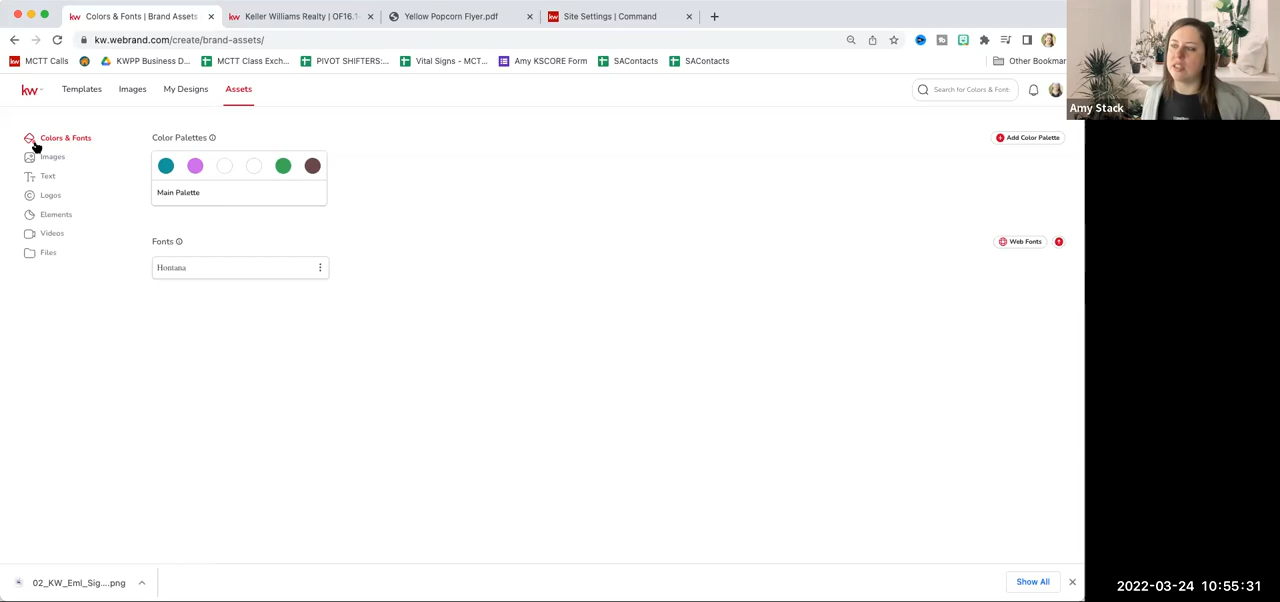 Colors & Fonts | Brand Assets
Keller Williams Realty | OF16.1
Yellow Popcorn Flyer.pdf
Site Settings | Command
kw.webrand.com/create/brand-assets/
MCTT Calls
KWPP Business D...
MCTT Class Exch...
PIVOT SHIFTERS:...
Vital Signs - MCT...
Amy KSCORE Form
SAContacts
SAContacts
Other Bookmar
Amy Stack
kw
Templates
Images
My Designs
Assets
Search for Colors & Font
Colors & Fonts
Images
Text
Logos
Elements
Videos
Files
Color Palettes
Add Color Palette
Main Palette
Fonts
Web Fonts
Hontana
02_KW_Eml_Sig....png
Show All
2022-03-24 10:55:31